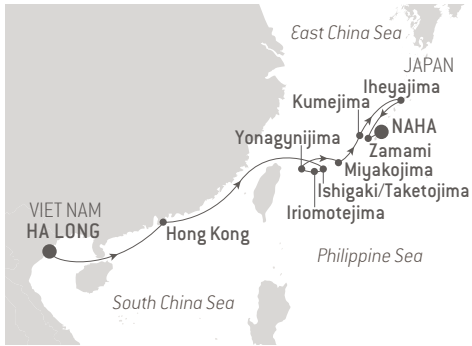 East China Sea
JAPAN
Iheyajima
Kumejima
NAHA
Yonagynijima
Zamami
Miyakojima
Ishigaki/Taketojima
Iriomotejima
VIET NAM
HA LONG
Hong Kong
Philippine Sea
South China Sea